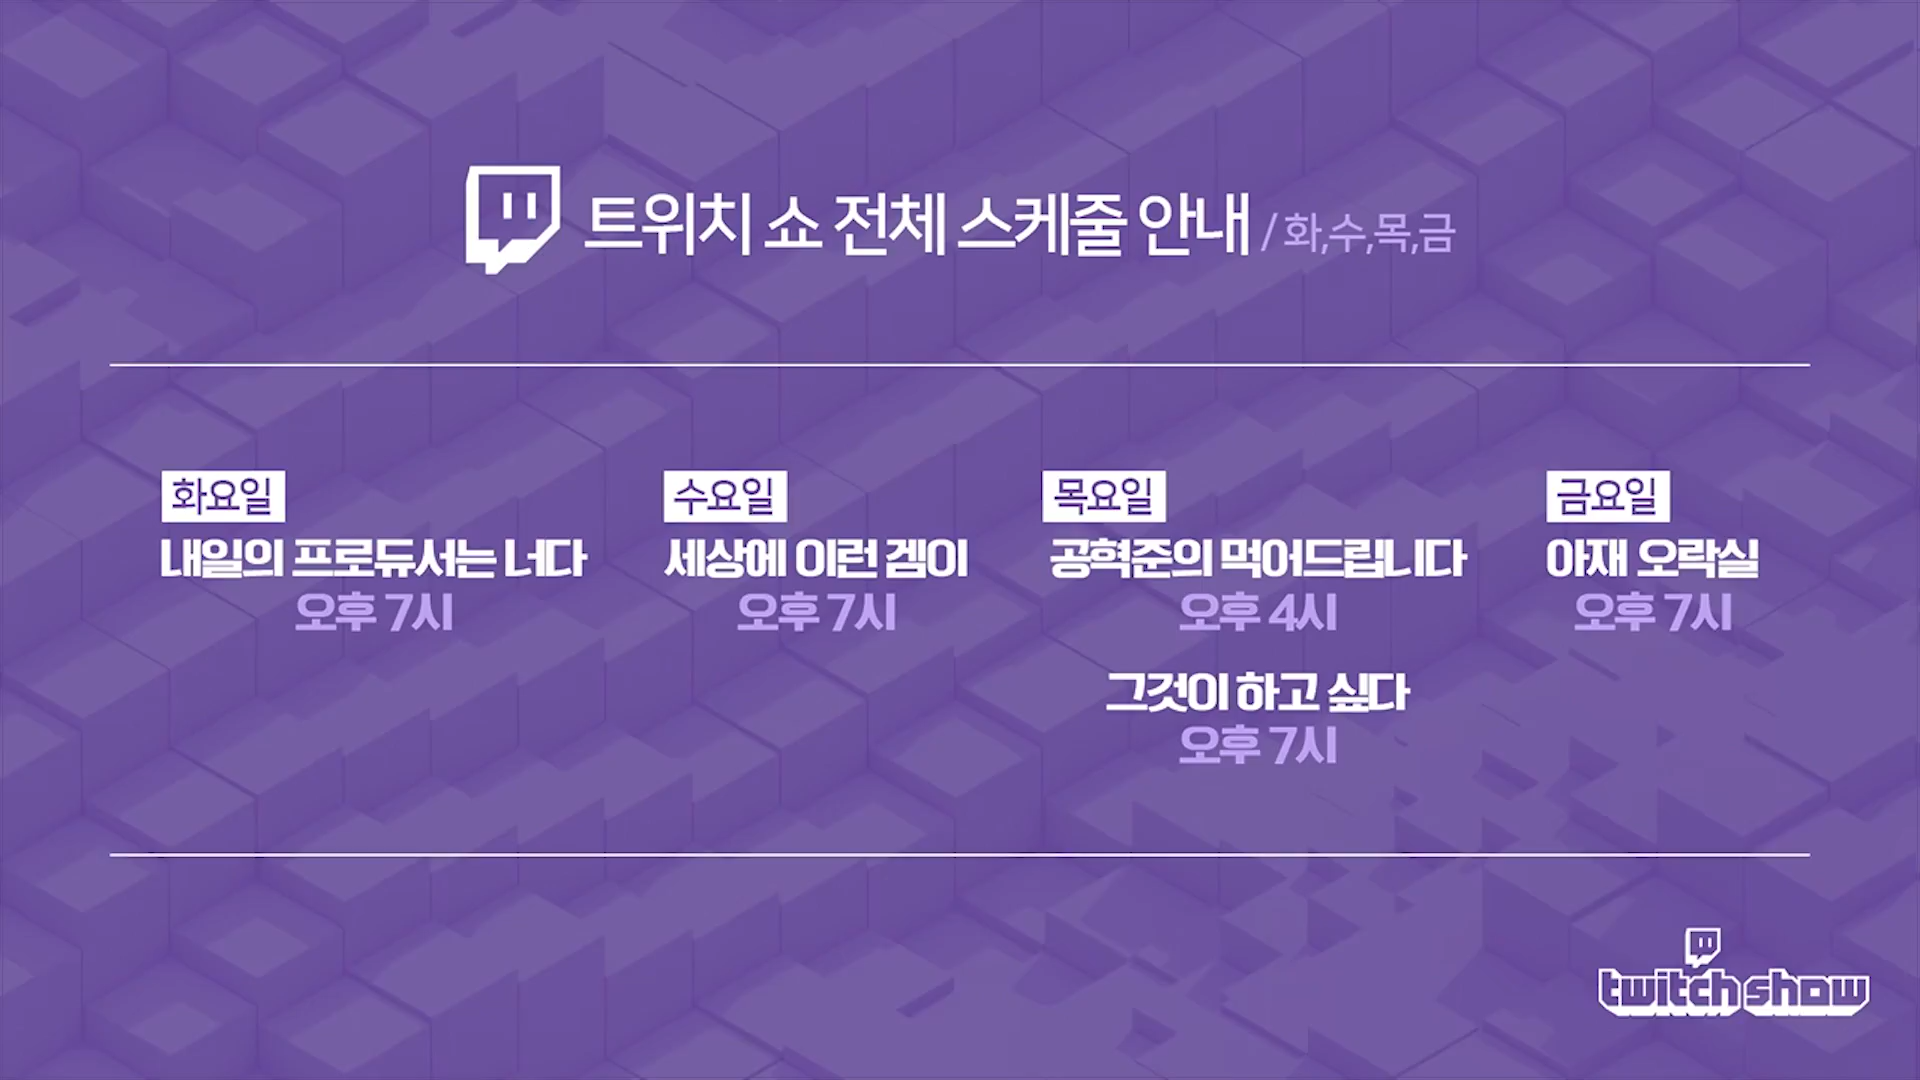 트위치 쇼 전체 스케줄 안내 / 화,수,목,금
화요일
내일의 프로듀서는 너다
오후 7시
수요일
세상에 이런 겜이
오후 7시
목요일
공혁준의 먹어드립니다
오후 4시
그것이 하고 싶다
오후 7시
금요일
아재 오락실
오후 7시
twitch show